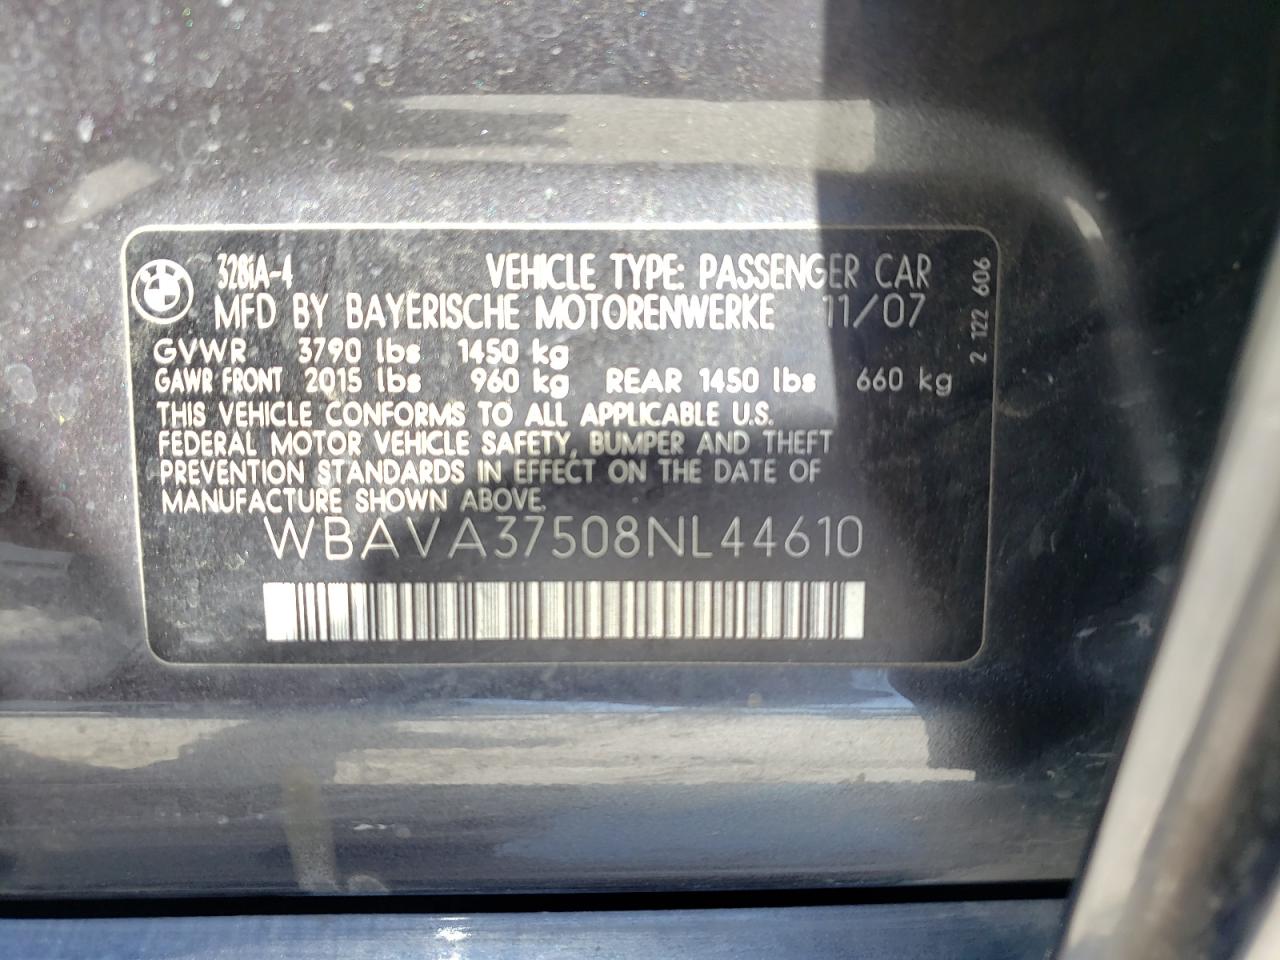 328iA-4 VEHICLE TYPE: PASSENGER CAR
MFD BY BAYERISCHE MOTORENWERKE 11/07
GVWR 3790 lbs 1450 kg
GAWR FRONT 2015 lbs 960 kg REAR 1450 lbs 660 kg
THIS VEHICLE CONFORMS TO ALL APPLICABLE U.S.
FEDERAL MOTOR VEHICLE SAFETY, BUMPER AND THEFT
PREVENTION STANDARDS IN EFFECT ON THE DATE OF
MANUFACTURE SHOWN ABOVE.
WBAVA37508NL44610
2 122 606
BMW